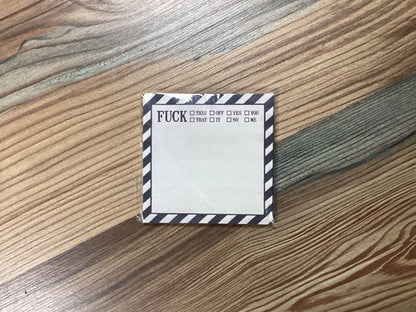 FUCK ☐ THIS ☐ OFF ☐ YES ☐ YOU
☐ THAT ☐ IT ☐ NO ☐ ME